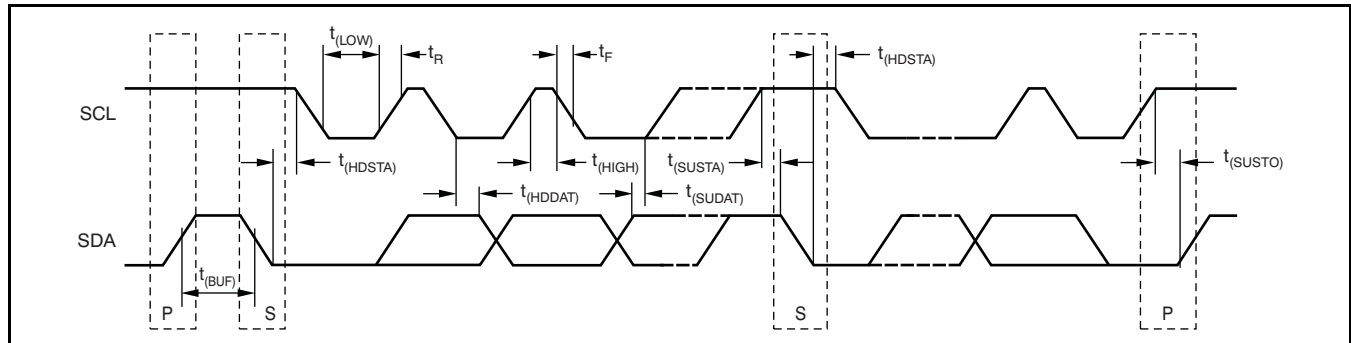 t(LOW)
tR
tF
t(HDSTA)
SCL
t(HDSTA)
t(HIGH)
t(SUSTA)
t(SUSTO)
t(HDDAT)
t(SUDAT)
SDA
t(BUF)
P
S
S
P